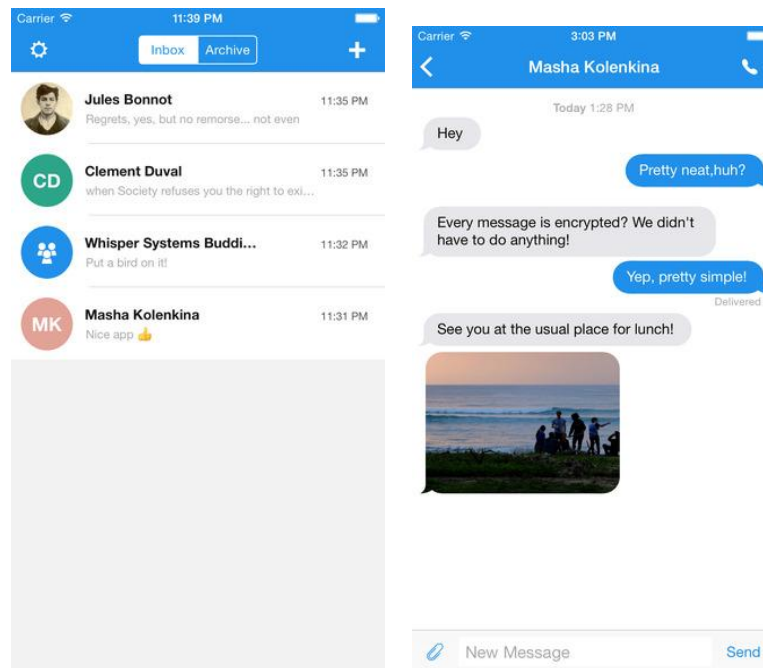 Carrier 11:39 PM
Inbox Archive
Jules Bonnot 11:35 PM
Regrets, yes, but no remorse... not even
CD
Clement Duval 11:35 PM
when Society refuses you the right to exi...
Whisper Systems Buddi... 11:32 PM
Put a bird on it!
MK
Masha Kolenkina 11:31 PM
Nice app 👍
Carrier 3:03 PM
Masha Kolenkina
Today 1:28 PM
Hey
Pretty neat,huh?
Every message is encrypted? We didn't
have to do anything!
Yep, pretty simple!
Delivered
See you at the usual place for lunch!
New Message Send